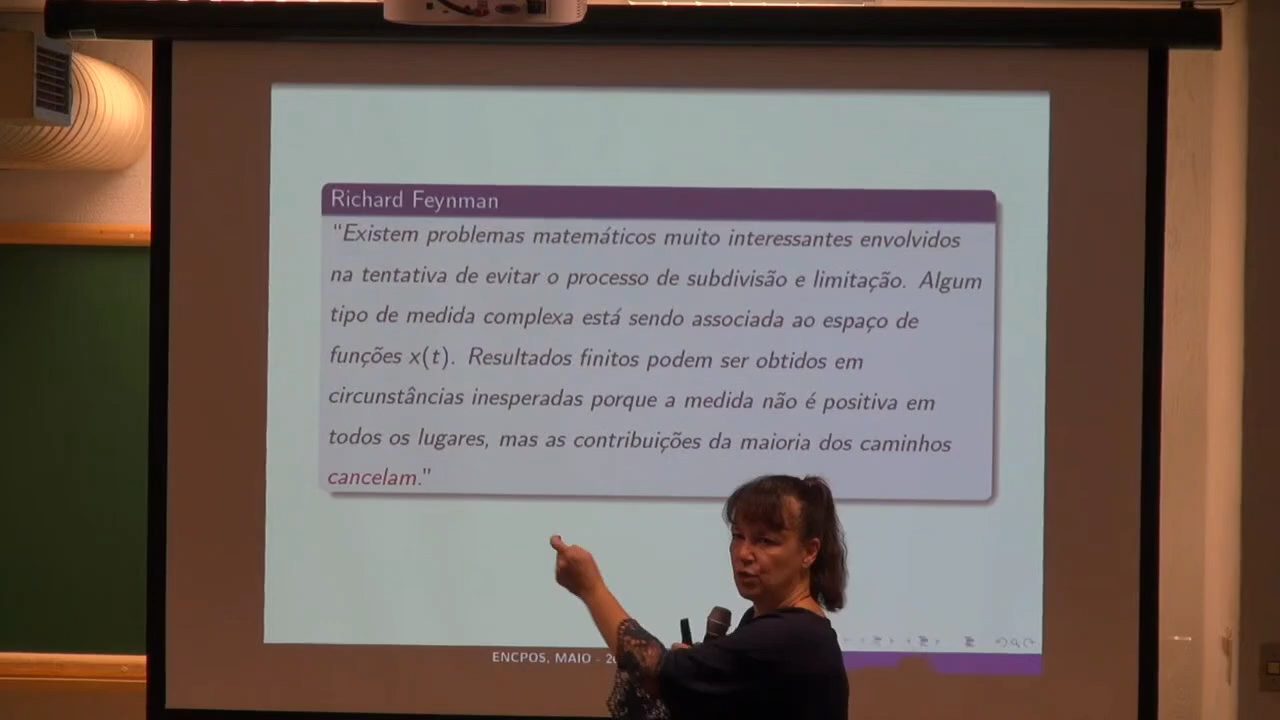 Richard Feynman
“Existem problemas matemáticos muito interessantes envolvidos
na tentativa de evitar o processo de subdivisão e limitação. Algum
tipo de medida complexa está sendo associada ao espaço de
funções x(t). Resultados finitos podem ser obtidos em
circunstâncias inesperadas porque a medida não é positiva em
todos os lugares, mas as contribuições da maioria dos caminhos
cancelam.”
ENCPOS, MAIO -